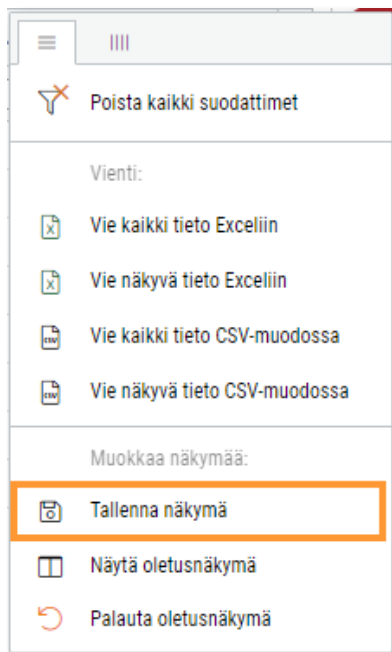 Poista kaikki suodattimet
Vienti:
Vie kaikki tieto Exceliin
Vie näkyvä tieto Exceliin
Vie kaikki tieto CSV-muodossa
Vie näkyvä tieto CSV-muodossa
Muokkaa näkymää:
Tallenna näkymä
Näytä oletusnäkymä
Palauta oletusnäkymä